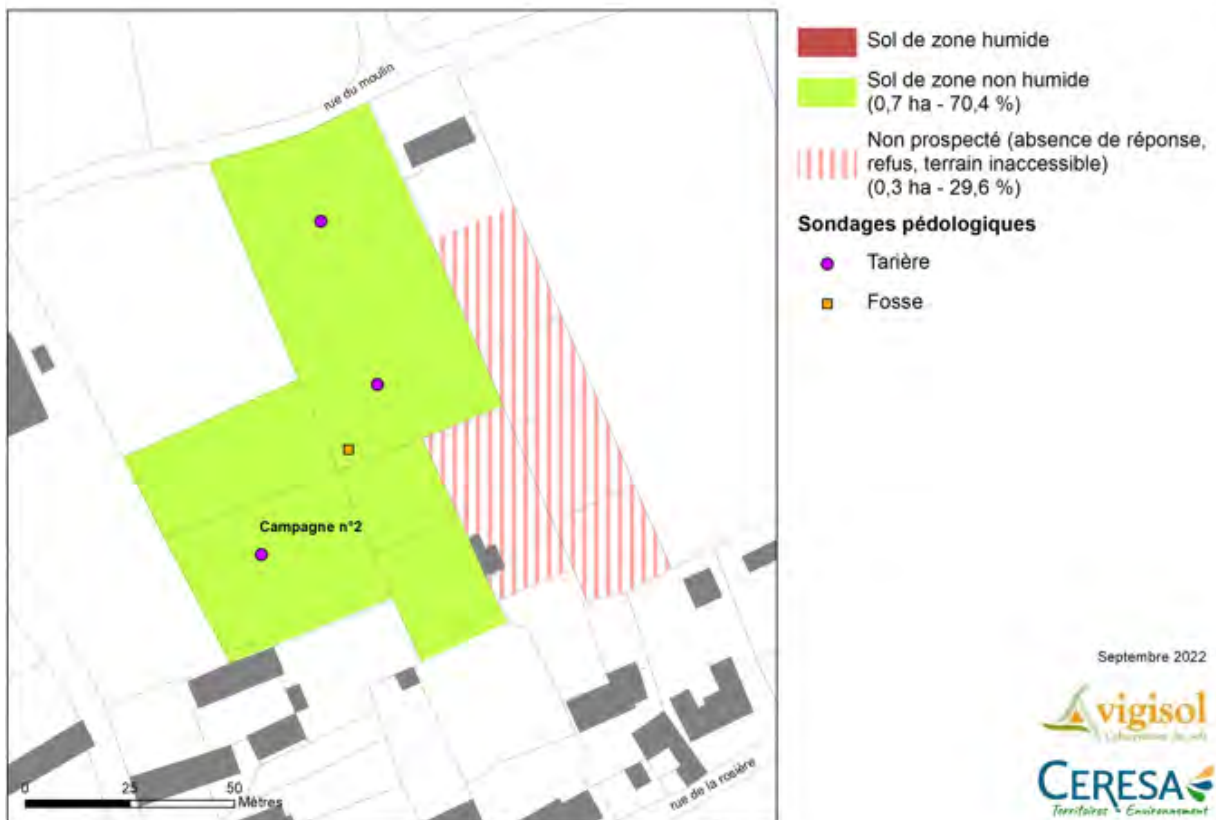 rue du moulin
Campagne n°2
0 25 50
Mètres
rue de la rosière
Sol de zone humide
Sol de zone non humide
(0,7 ha - 70,4 %)
Non prospecté (absence de réponse,
refus, terrain inaccessible)
(0,3 ha - 29,6 %)
Sondages pédologiques
Tarière
Fosse
Septembre 2022
vigisol
CERESA
Territoires - Environnement